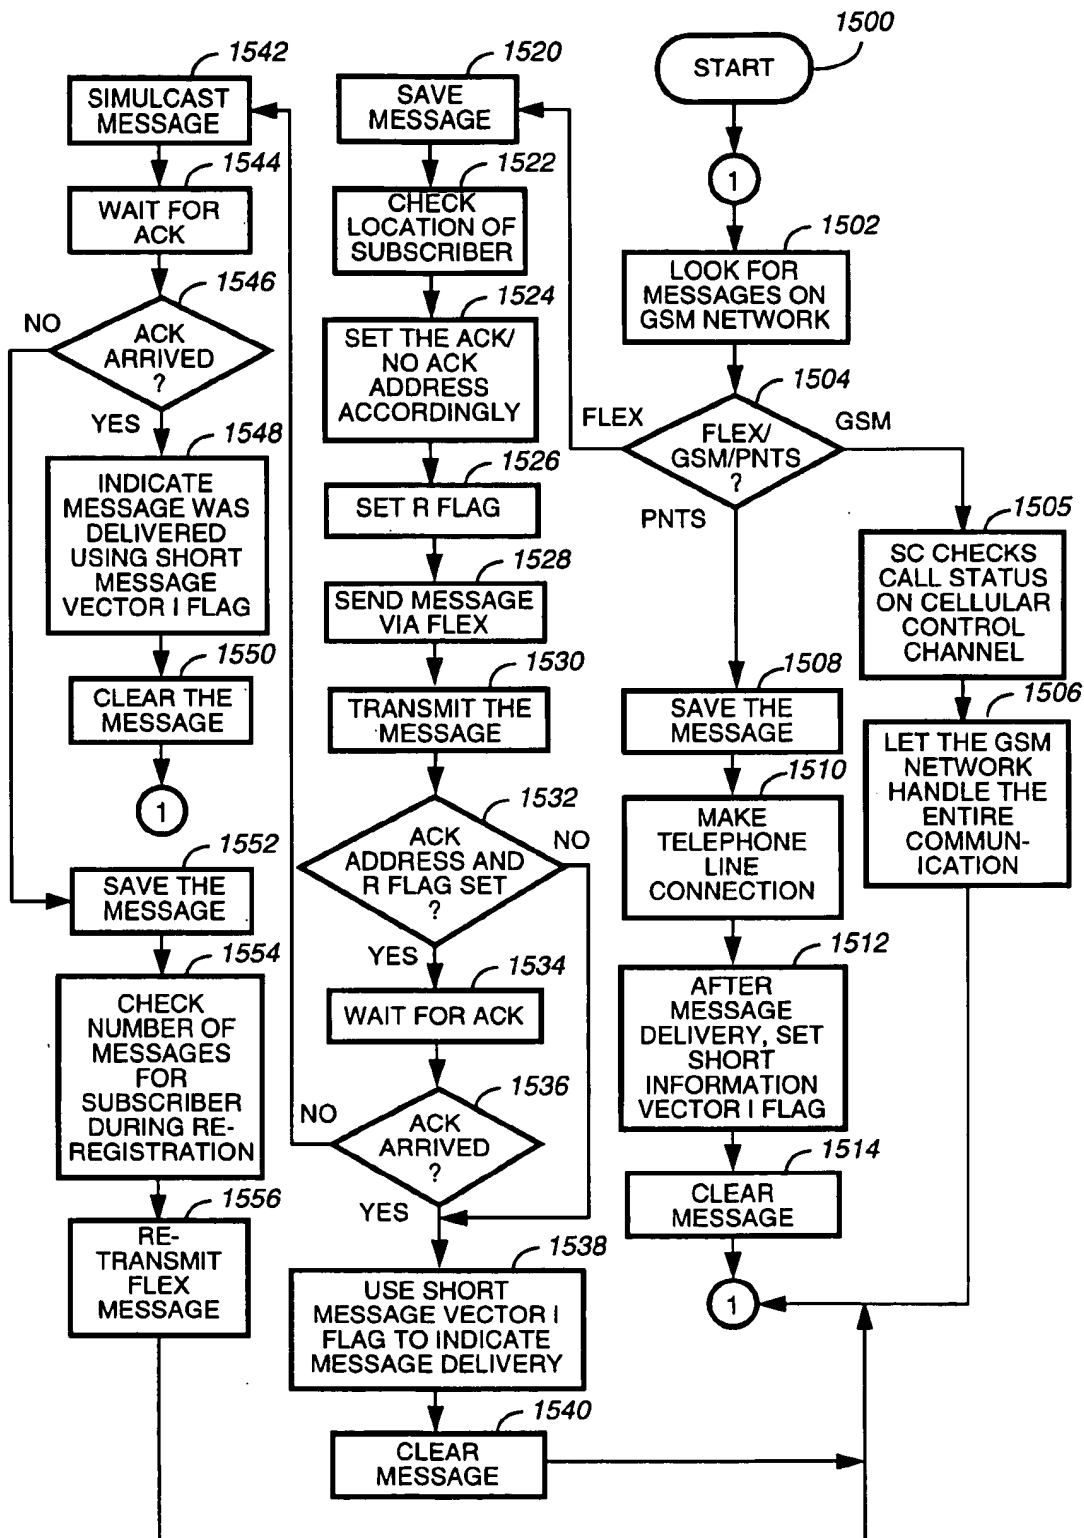 1500
START
1
1502
LOOK FOR
MESSAGES ON
GSM NETWORK
1504
FLEX/
GSM/PNTS
?
FLEX
GSM
PNTS
1505
SC CHECKS
CALL STATUS
ON CELLULAR
CONTROL
CHANNEL
1506
LET THE GSM
NETWORK
HANDLE THE
ENTIRE
COMMUN-
ICATION
1508
SAVE THE
MESSAGE
1510
MAKE
TELEPHONE
LINE
CONNECTION
1512
AFTER
MESSAGE
DELIVERY, SET
SHORT
INFORMATION
VECTOR I FLAG
1514
CLEAR
MESSAGE
1
1520
SAVE
MESSAGE
1522
CHECK
LOCATION OF
SUBSCRIBER
1524
SET THE ACK/
NO ACK
ADDRESS
ACCORDINGLY
1526
SET R FLAG
1528
SEND MESSAGE
VIA FLEX
1530
TRANSMIT THE
MESSAGE
1532
ACK
ADDRESS AND
R FLAG SET
?
NO
YES
1534
WAIT FOR ACK
1536
ACK
ARRIVED
?
NO
YES
1538
USE SHORT
MESSAGE VECTOR I
FLAG TO INDICATE
MESSAGE DELIVERY
1540
CLEAR
MESSAGE
1542
SIMULCAST
MESSAGE
1544
WAIT FOR
ACK
1546
ACK
ARRIVED
?
NO
YES
1548
INDICATE
MESSAGE WAS
DELIVERED
USING SHORT
MESSAGE
VECTOR I FLAG
1550
CLEAR THE
MESSAGE
1
1552
SAVE THE
MESSAGE
1554
CHECK
NUMBER OF
MESSAGES
FOR
SUBSCRIBER
DURING RE-
REGISTRATION
1556
RE-
TRANSMIT
FLEX
MESSAGE